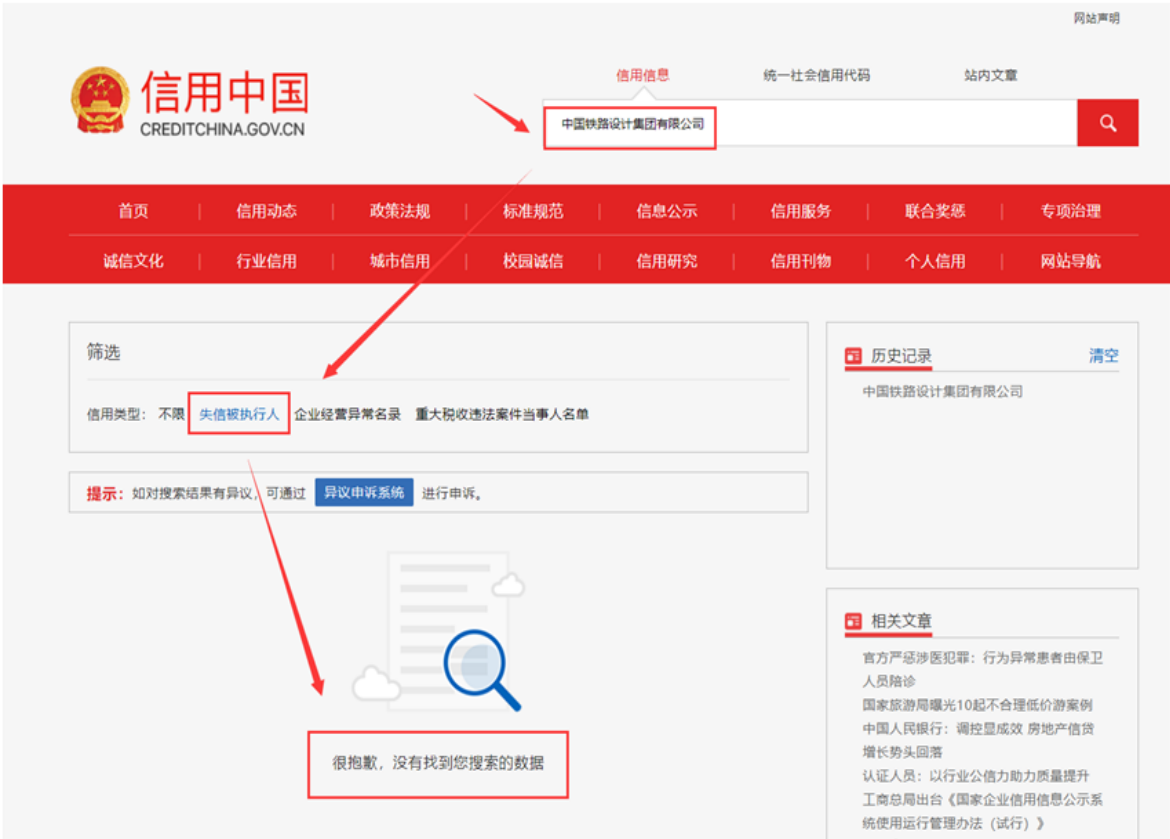 网站声明
信用中国
CREDITCHINA.GOV.CN
信用信息 统一社会信用代码 站内文章
中国铁路设计集团有限公司
首页 信用动态 政策法规 标准规范 信息公示 信用服务 联合奖惩 专项治理
诚信文化 行业信用 城市信用 校园诚信 信用研究 信用刊物 个人信用 网站导航
筛选
信用类型： 不限 失信被执行人 企业经营异常名录 重大税收违法案件当事人名单
提示：如对搜索结果有异议，可通过 异议申诉系统 进行申诉。
很抱歉，没有找到您搜索的数据
历史记录 清空
中国铁路设计集团有限公司
相关文章
官方严惩涉医犯罪：行为异常患者由保卫
人员陪诊
国家旅游局曝光10起不合理低价游案例
中国人民银行：调控显成效 房地产信贷
增长势头回落
认证人员：以行业公信力助力质量提升
工商总局出台《国家企业信用信息公示系
统使用运行管理办法（试行）》